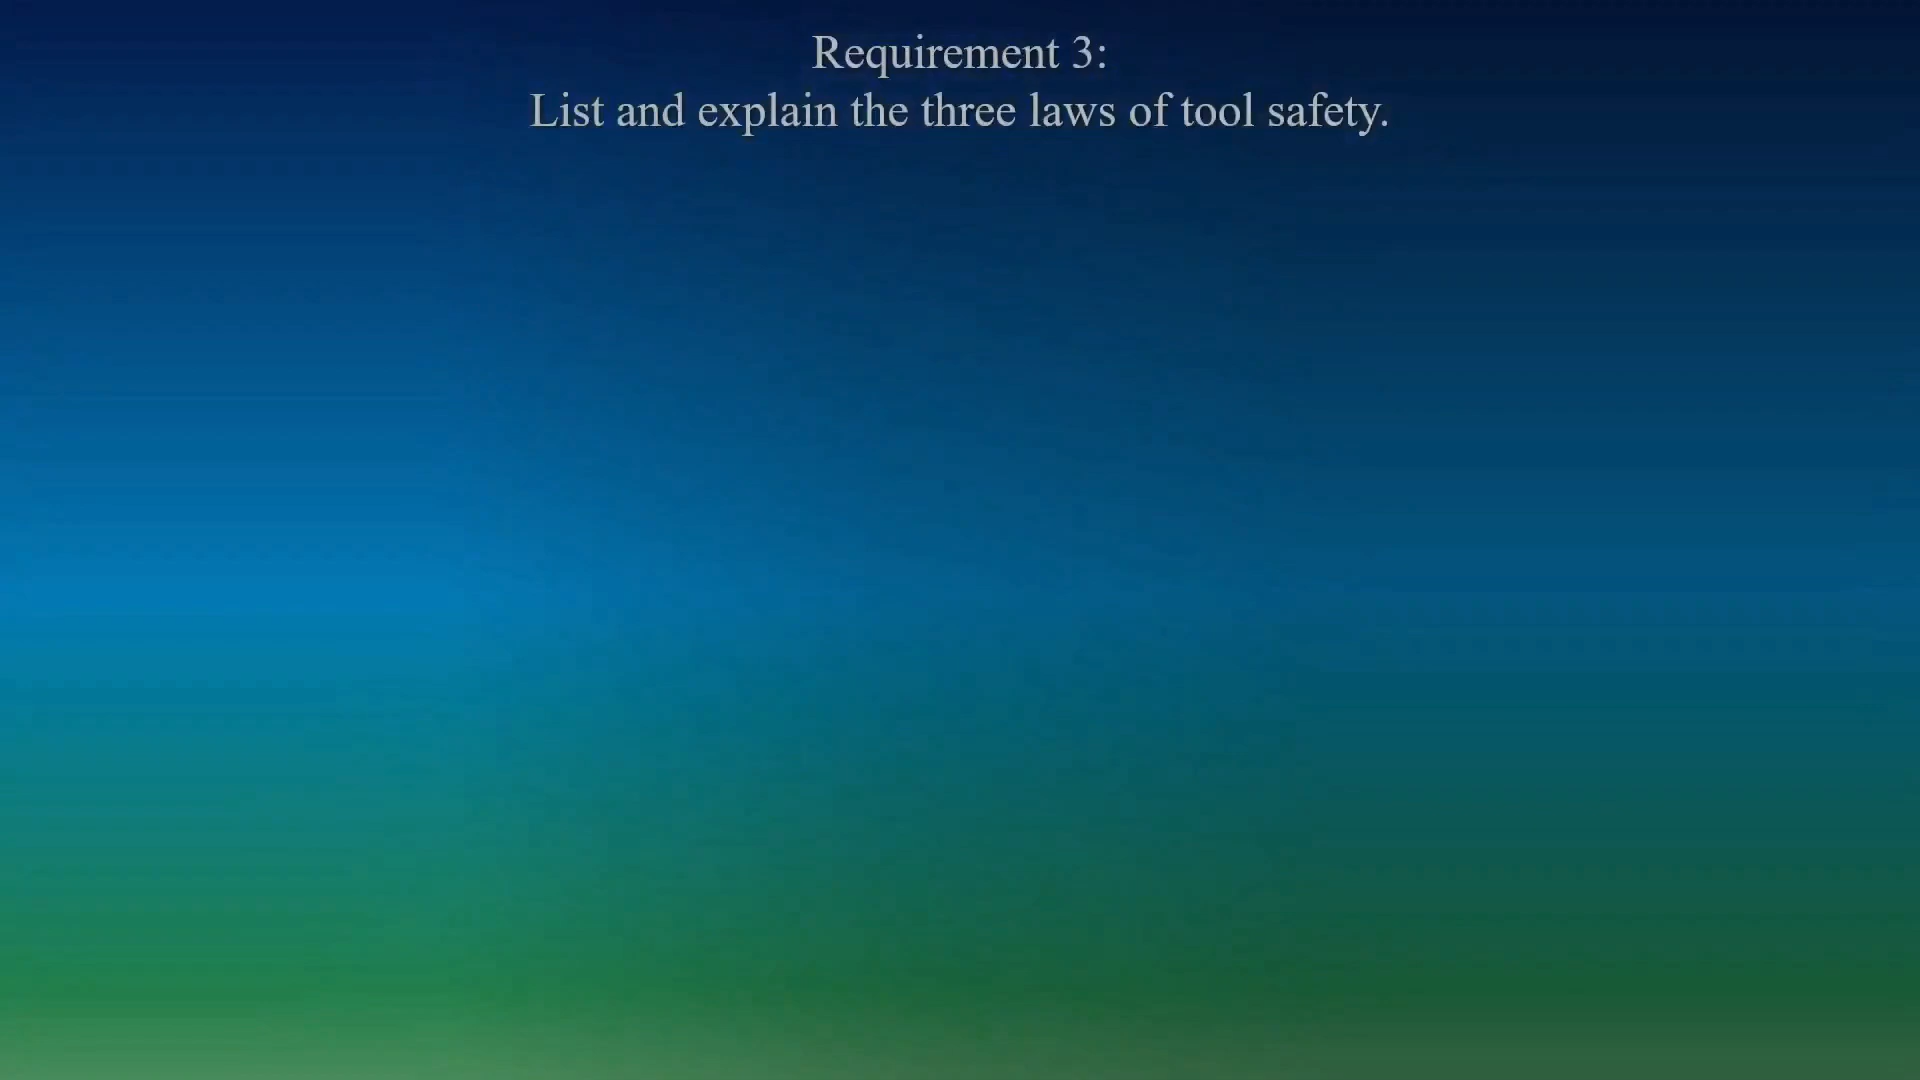 Requirement 3:
List and explain the three laws of tool safety.